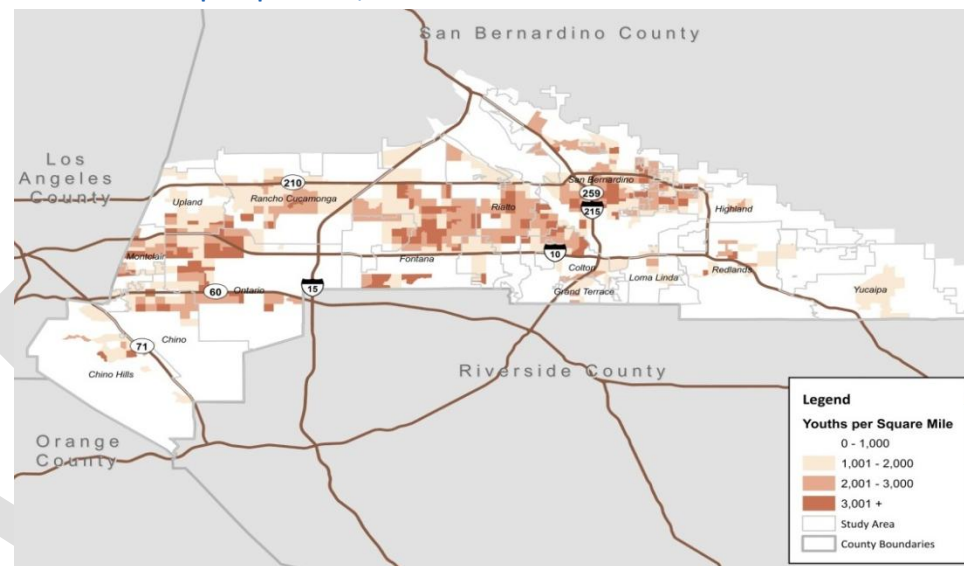 San Bernardino County
Los
Angeles
County
210
Upland
Rancho Cucamonga
San Bernardino
259
215
Rialto
Highland
Montclair
Fontana
10
Colton
Loma Linda
Redlands
60
Ontario
15
Grand Terrace
Yucaipa
71
Chino
Chino Hills
Riverside County
Orange
County
Legend
Youths per Square Mile
0 - 1,000
1,001 - 2,000
2,001 - 3,000
3,001 +
Study Area
County Boundaries